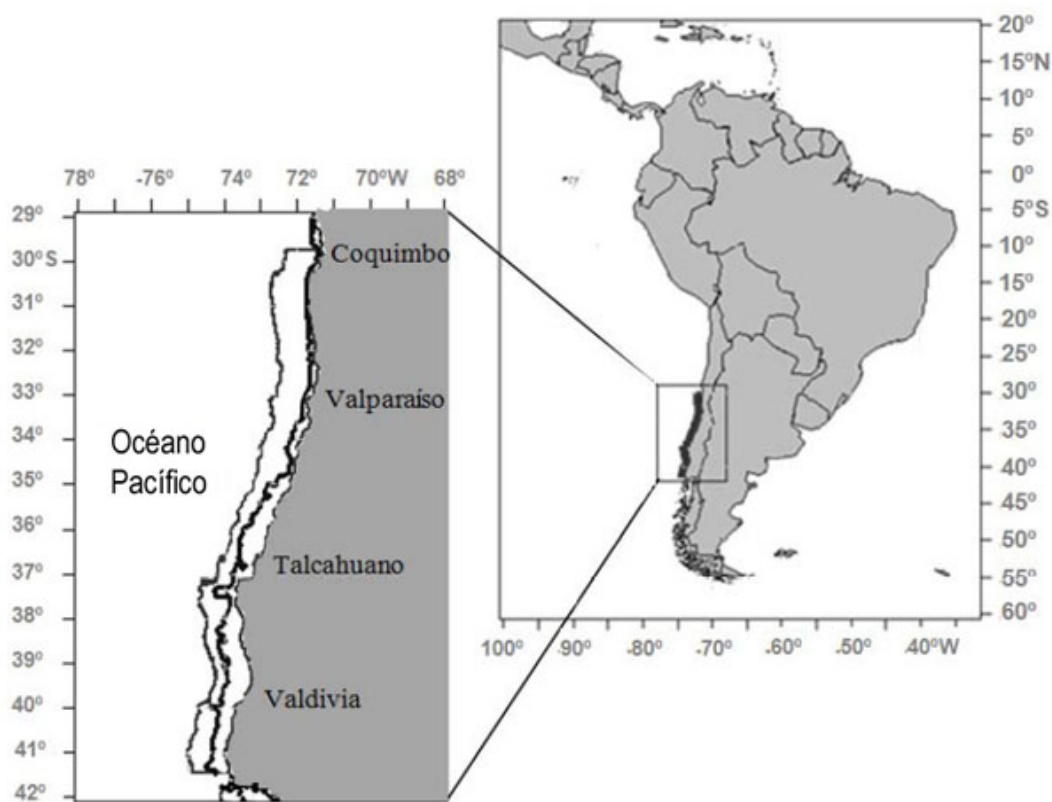 78° -76° 74° 72° 70°W 68°
29°
30°S
31°
32°
33°
34°
35°
36°
37°
38°
39°
40°
41°
42°
Coquimbo
Valparaíso
Océano
Pacífico
Talcahuano
Valdivia
20°
15°N
10°
5°
0°
5°S
10°
15°
20°
25°
30°
35°
40°
45°
50°
55°
60°
100° 90° 80° 70° 60° 50° 40°W